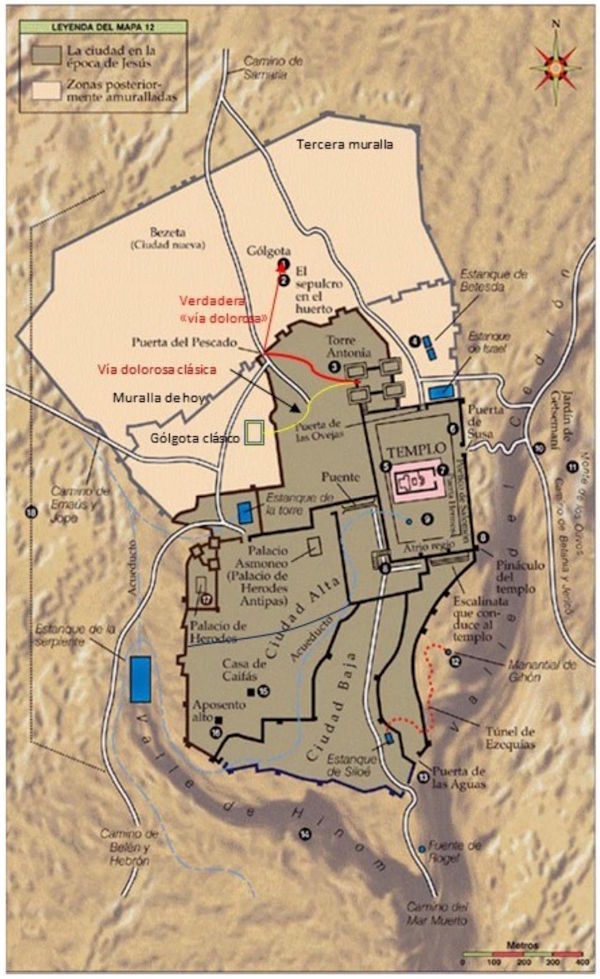 LEYENDA DEL MAPA 12
La ciudad en la
época de Jesús
Zonas posterior-
mente amuralladas
N
Camino de
Samaria
Tercera muralla
Bezeta
(Ciudad nueva)
Gólgota
1
2
El
sepulcro
en el
huerto
Verdadera
«vía dolorosa»
Estanque de
Betesda
4
Estanque
de Israel
Puerta del Pescado
Torre
Antonia
3
Vía dolorosa clásica
Muralla de hoy
Gólgota clásico
Puerta de
las Ovejas
Puerta
de
Susa
6
TEMPLO
5
7
9
Atrio regio
8
Valle del Cedrón
Jardín de
Getsemaní
10
11
Monte de los Olivos,
Camino de Betania y Jericó
Camino de
Emaús y
Jope
18
Acueducto
Estanque de
la torre
Puente
Palacio
Asmoneo
(Palacio de
Herodes
Antipas)
17
Palacio de
Herodes
Ciudad Alta
Acueducto
Ciudad Baja
Pináculo
del
templo
Escalinata
que con-
duce al
templo
12
Manantial de
Gihón
Túnel de
Ezequías
Estanque de la
serpiente
Casa de
Caifás
15
Aposento
alto
16
Estanque
de Siloé
13
Puerta de
las Aguas
Valle de Hinom
14
Fuente de
Rogel
Camino de
Belén y
Hebrón
Camino del
Mar Muerto
Metros
0 100 200 300 400